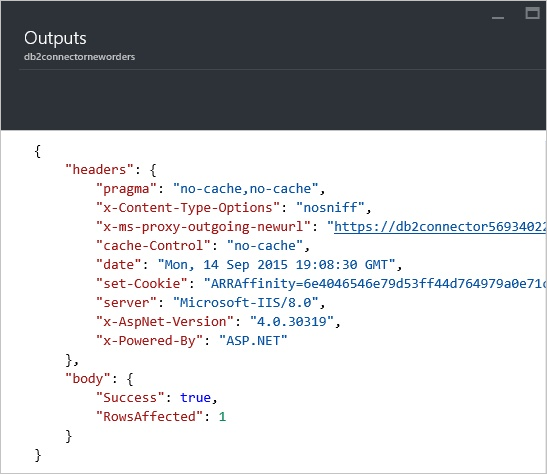 Outputs
db2connectorneworders
{
"headers": {
"pragma": "no-cache,no-cache",
"x-Content-Type-Options": "nosniff",
"x-ms-proxy-outgoing-newurl": "https://db2connector56934022
"cache-Control": "no-cache",
"date": "Mon, 14 Sep 2015 19:08:30 GMT",
"set-Cookie": "ARRAffinity=6e4046546e79d53ff44d764979a0e71c
"server": "Microsoft-IIS/8.0",
"x-AspNet-Version": "4.0.30319",
"x-Powered-By": "ASP.NET"
},
"body": {
"Success": true,
"RowsAffected": 1
}
}